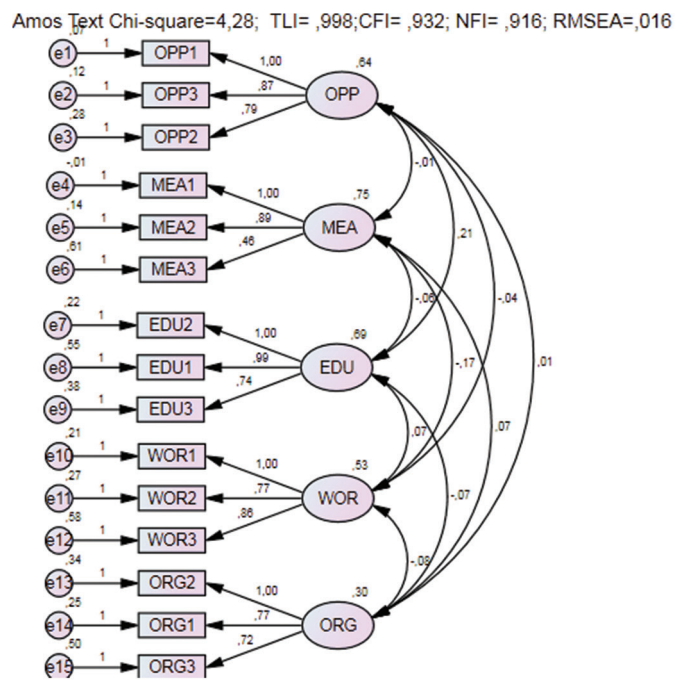 Amos Text Chi-square=4,28; TLI= ,998;CFI= ,932; NFI= ,916; RMSEA=,016
,07
e1 1 OPP1 1,00 ,64
,12
e2 1 OPP3 ,87 OPP
,28
e3 1 OPP2 ,79
-,01
e4 1 MEA1 1,00 ,75 -,01
,14
e5 1 MEA2 ,89 MEA ,21
,61
e6 1 MEA3 ,46
,22
e7 1 EDU2 1,00 ,69 -,06 -,04
,55
e8 1 EDU1 ,99 EDU -,17 ,01
,38
e9 1 EDU3 ,74
,21
e10 1 WOR1 1,00 ,53 ,07 ,07
,27
e11 1 WOR2 ,77 WOR -,07
,58
e12 1 WOR3 ,86
,34
e13 1 ORG2 1,00 ,30 -,08
,25
e14 1 ORG1 ,77 ORG
,50
e15 1 ORG3 ,72